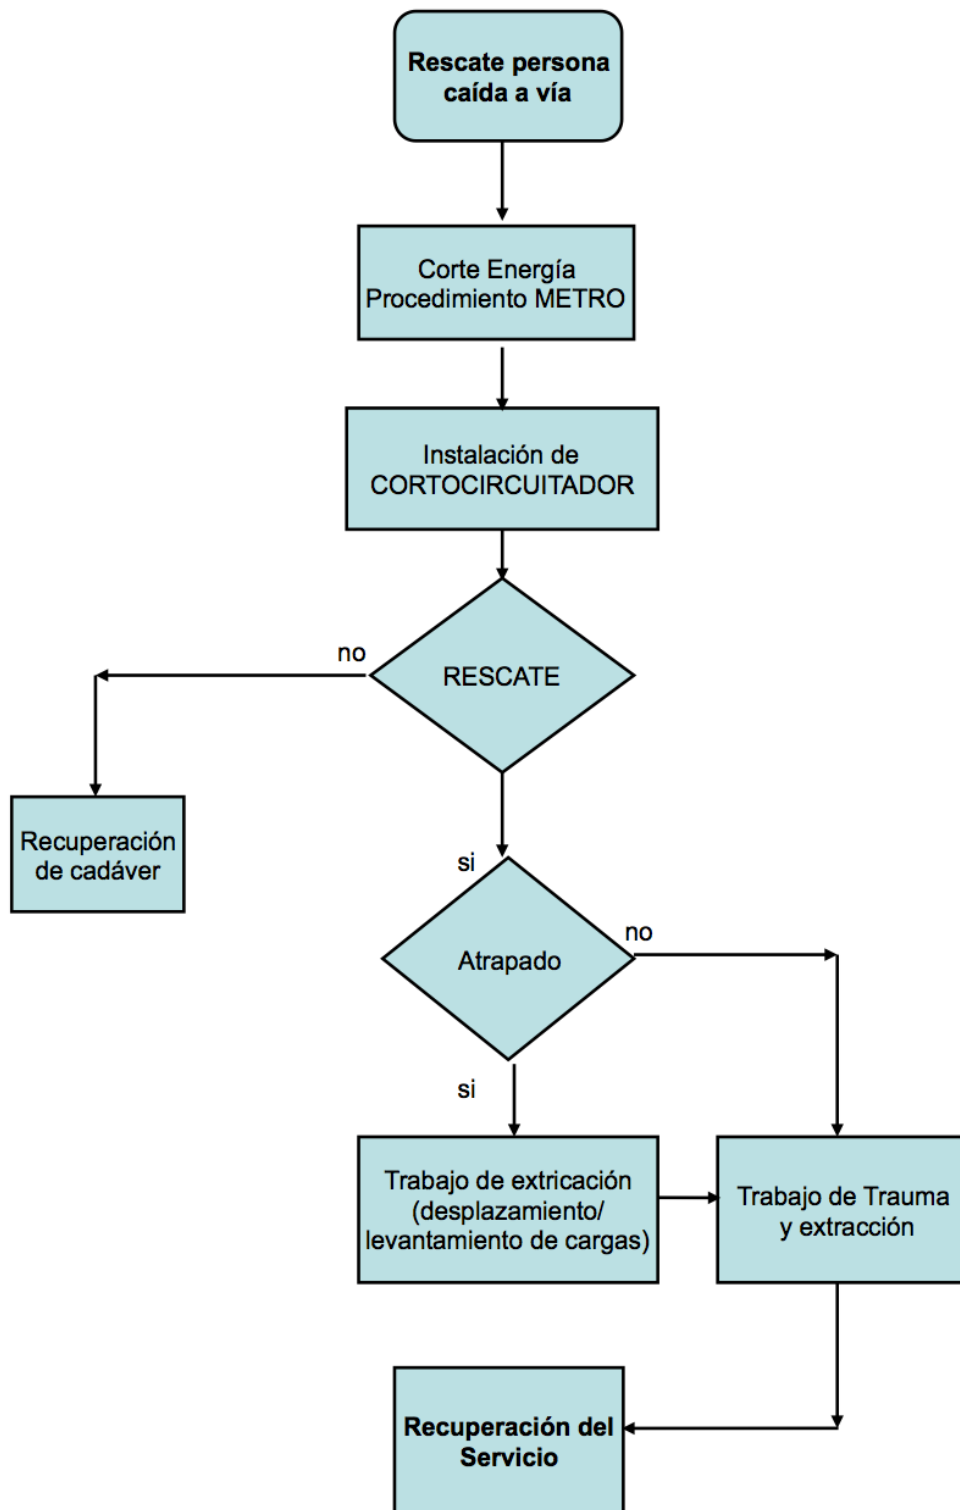 Rescate persona
caída a vía
Corte Energía
Procedimiento METRO
Instalación de
CORTOCIRCUITADOR
no
RESCATE
Recuperación
de cadáver
si
no
Atrapado
si
Trabajo de extricación
(desplazamiento/
levantamiento de cargas)
Trabajo de Trauma
y extracción
Recuperación del
Servicio